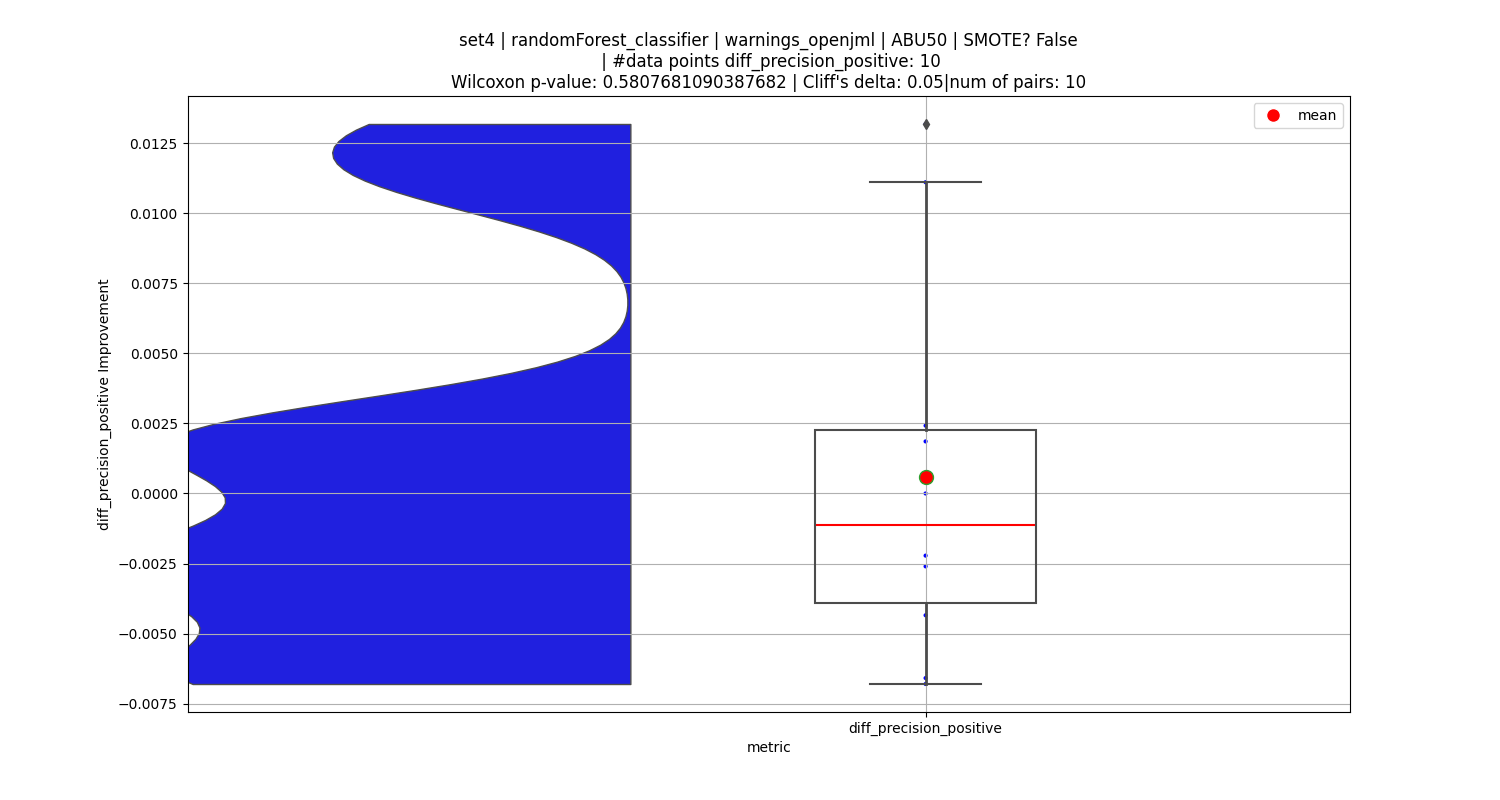 set4 | randomForest_classifier | warnings_openjml | ABU50 | SMOTE? False
| #data points diff_precision_positive: 10
Wilcoxon p-value: 0.5807681090387682 | Cliff's delta: 0.05|num of pairs: 10
mean
0.0125
0.0100
0.0075
0.0050
0.0025
0.0000
−0.0025
−0.0050
−0.0075
diff_precision_positive Improvement
diff_precision_positive
metric